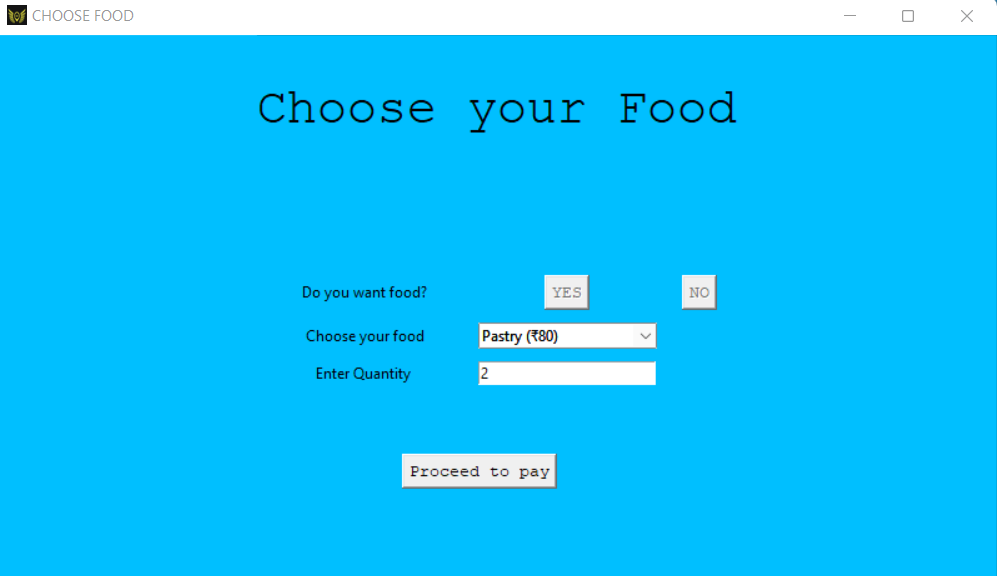 CHOOSE FOOD
Choose your Food
Do you want food? YES NO
Choose your food Pastry (₹80)
Enter Quantity 2
Proceed to pay